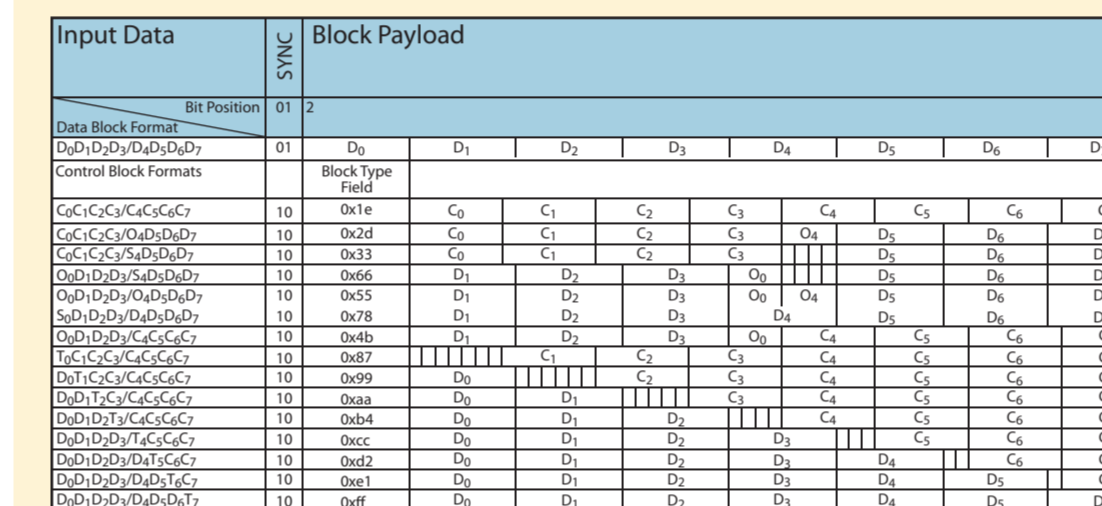 Input Data SYNC Block Payload
Bit Position 01 2
Data Block Format
D₀D₁D₂D₃/D₄D₅D₆D₇ 01 D₀ D₁ D₂ D₃ D₄ D₅ D₆
Control Block Formats Block Type
Field
C₀C₁C₂C₃/C₄C₅C₆C₇ 10 0x1e C₀ C₁ C₂ C₃ C₄ C₅ C₆
C₀C₁C₂C₃/O₄D₅D₆D₇ 10 0x2d C₀ C₁ C₂ C₃ O₄ D₅ D₆
C₀C₁C₂C₃/S₄D₅D₆D₇ 10 0x33 C₀ C₁ C₂ C₃ D₅ D₆
O₀D₁D₂D₃/S₄D₅D₆D₇ 10 0x66 D₁ D₂ D₃ O₀ D₅ D₆
O₀D₁D₂D₃/O₄D₅D₆D₇ 10 0x55 D₁ D₂ D₃ O₀ O₄ D₅ D₆
S₀D₁D₂D₃/D₄D₅D₆D₇ 10 0x78 D₁ D₂ D₃ D₄ D₅ D₆
O₀D₁D₂D₃/C₄C₅C₆C₇ 10 0x4b D₁ D₂ D₃ O₀ C₄ C₅ C₆
T₀C₁C₂C₃/C₄C₅C₆C₇ 10 0x87 C₁ C₂ C₃ C₄ C₅ C₆
D₀T₁C₂C₃/C₄C₅C₆C₇ 10 0x99 D₀ C₂ C₃ C₄ C₅ C₆
D₀D₁T₂C₃/C₄C₅C₆C₇ 10 0xaa D₀ D₁ C₃ C₄ C₅ C₆
D₀D₁D₂T₃/C₄C₅C₆C₇ 10 0xb4 D₀ D₁ D₂ C₄ C₅ C₆
D₀D₁D₂D₃/T₄C₅C₆C₇ 10 0xcc D₀ D₁ D₂ D₃ C₅ C₆
D₀D₁D₂D₃/D₄T₅C₆C₇ 10 0xd2 D₀ D₁ D₂ D₃ D₄ C₆
D₀D₁D₂D₃/D₄D₅T₆C₇ 10 0xe1 D₀ D₁ D₂ D₃ D₄ D₅
D₀D₁D₂D₃/D₄D₅D₆T₇ 10 0xff D₀ D₁ D₂ D₃ D₄ D₅